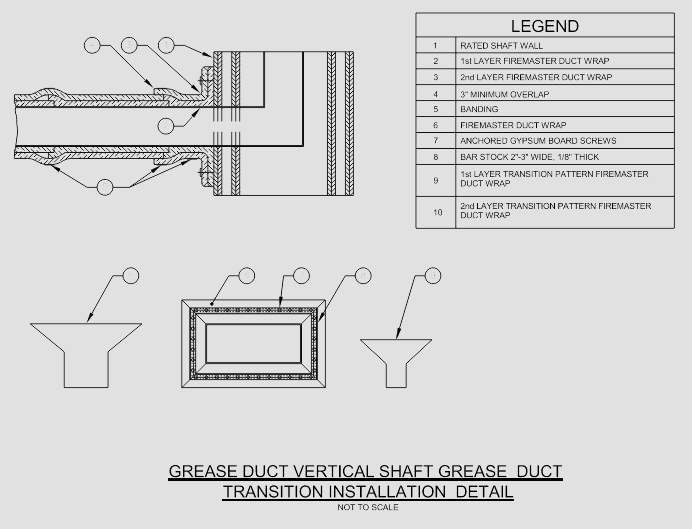 LEGEND
1 RATED SHAFT WALL
2 1st LAYER FIREMASTER DUCT WRAP
3 2nd LAYER FIREMASTER DUCT WRAP
4 3" MINIMUM OVERLAP
5 BANDING
6 FIREMASTER DUCT WRAP
7 ANCHORED GYPSUM BOARD SCREWS
8 BAR STOCK 2"-3" WIDE, 1/8" THICK
9 1st LAYER TRANSITION PATTERN FIREMASTER
DUCT WRAP
10 2nd LAYER TRANSITION PATTERN FIREMASTER
DUCT WRAP
GREASE DUCT VERTICAL SHAFT GREASE DUCT
TRANSITION INSTALLATION DETAIL
NOT TO SCALE